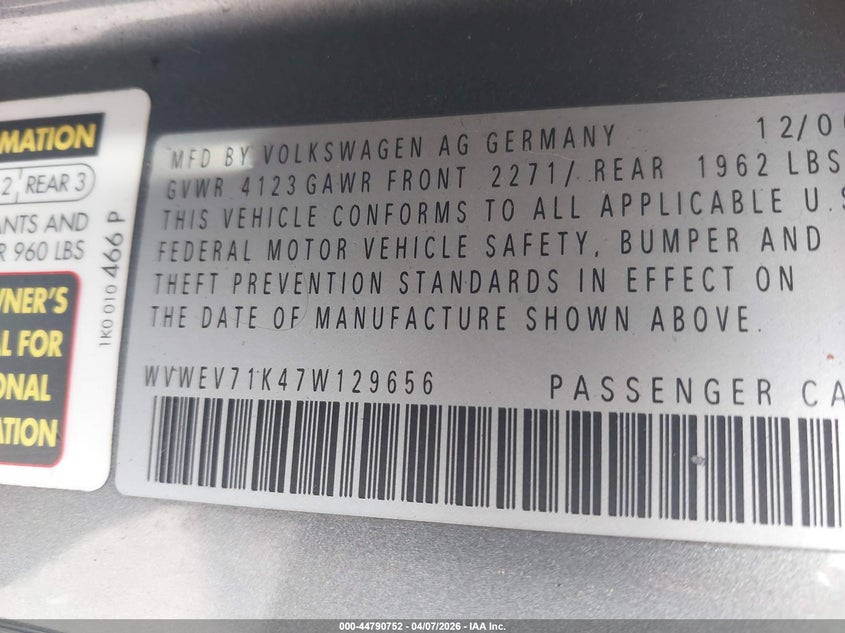 MATION
2 REAR 3
ANTS AND
R 960 LBS
WNER'S
L FOR
ONAL
ATION
1K0 010 466 P
MFD BY VOLKSWAGEN AG GERMANY 12/0
GVWR 4123 GAWR FRONT 2271/ REAR 1962 LBS
THIS VEHICLE CONFORMS TO ALL APPLICABLE U.S
FEDERAL MOTOR VEHICLE SAFETY, BUMPER AND
THEFT PREVENTION STANDARDS IN EFFECT ON
THE DATE OF MANUFACTURE SHOWN ABOVE.
WVWEV71K47W129656 PASSENGER CA
000-44790752 - 04/07/2026 - IAA Inc.